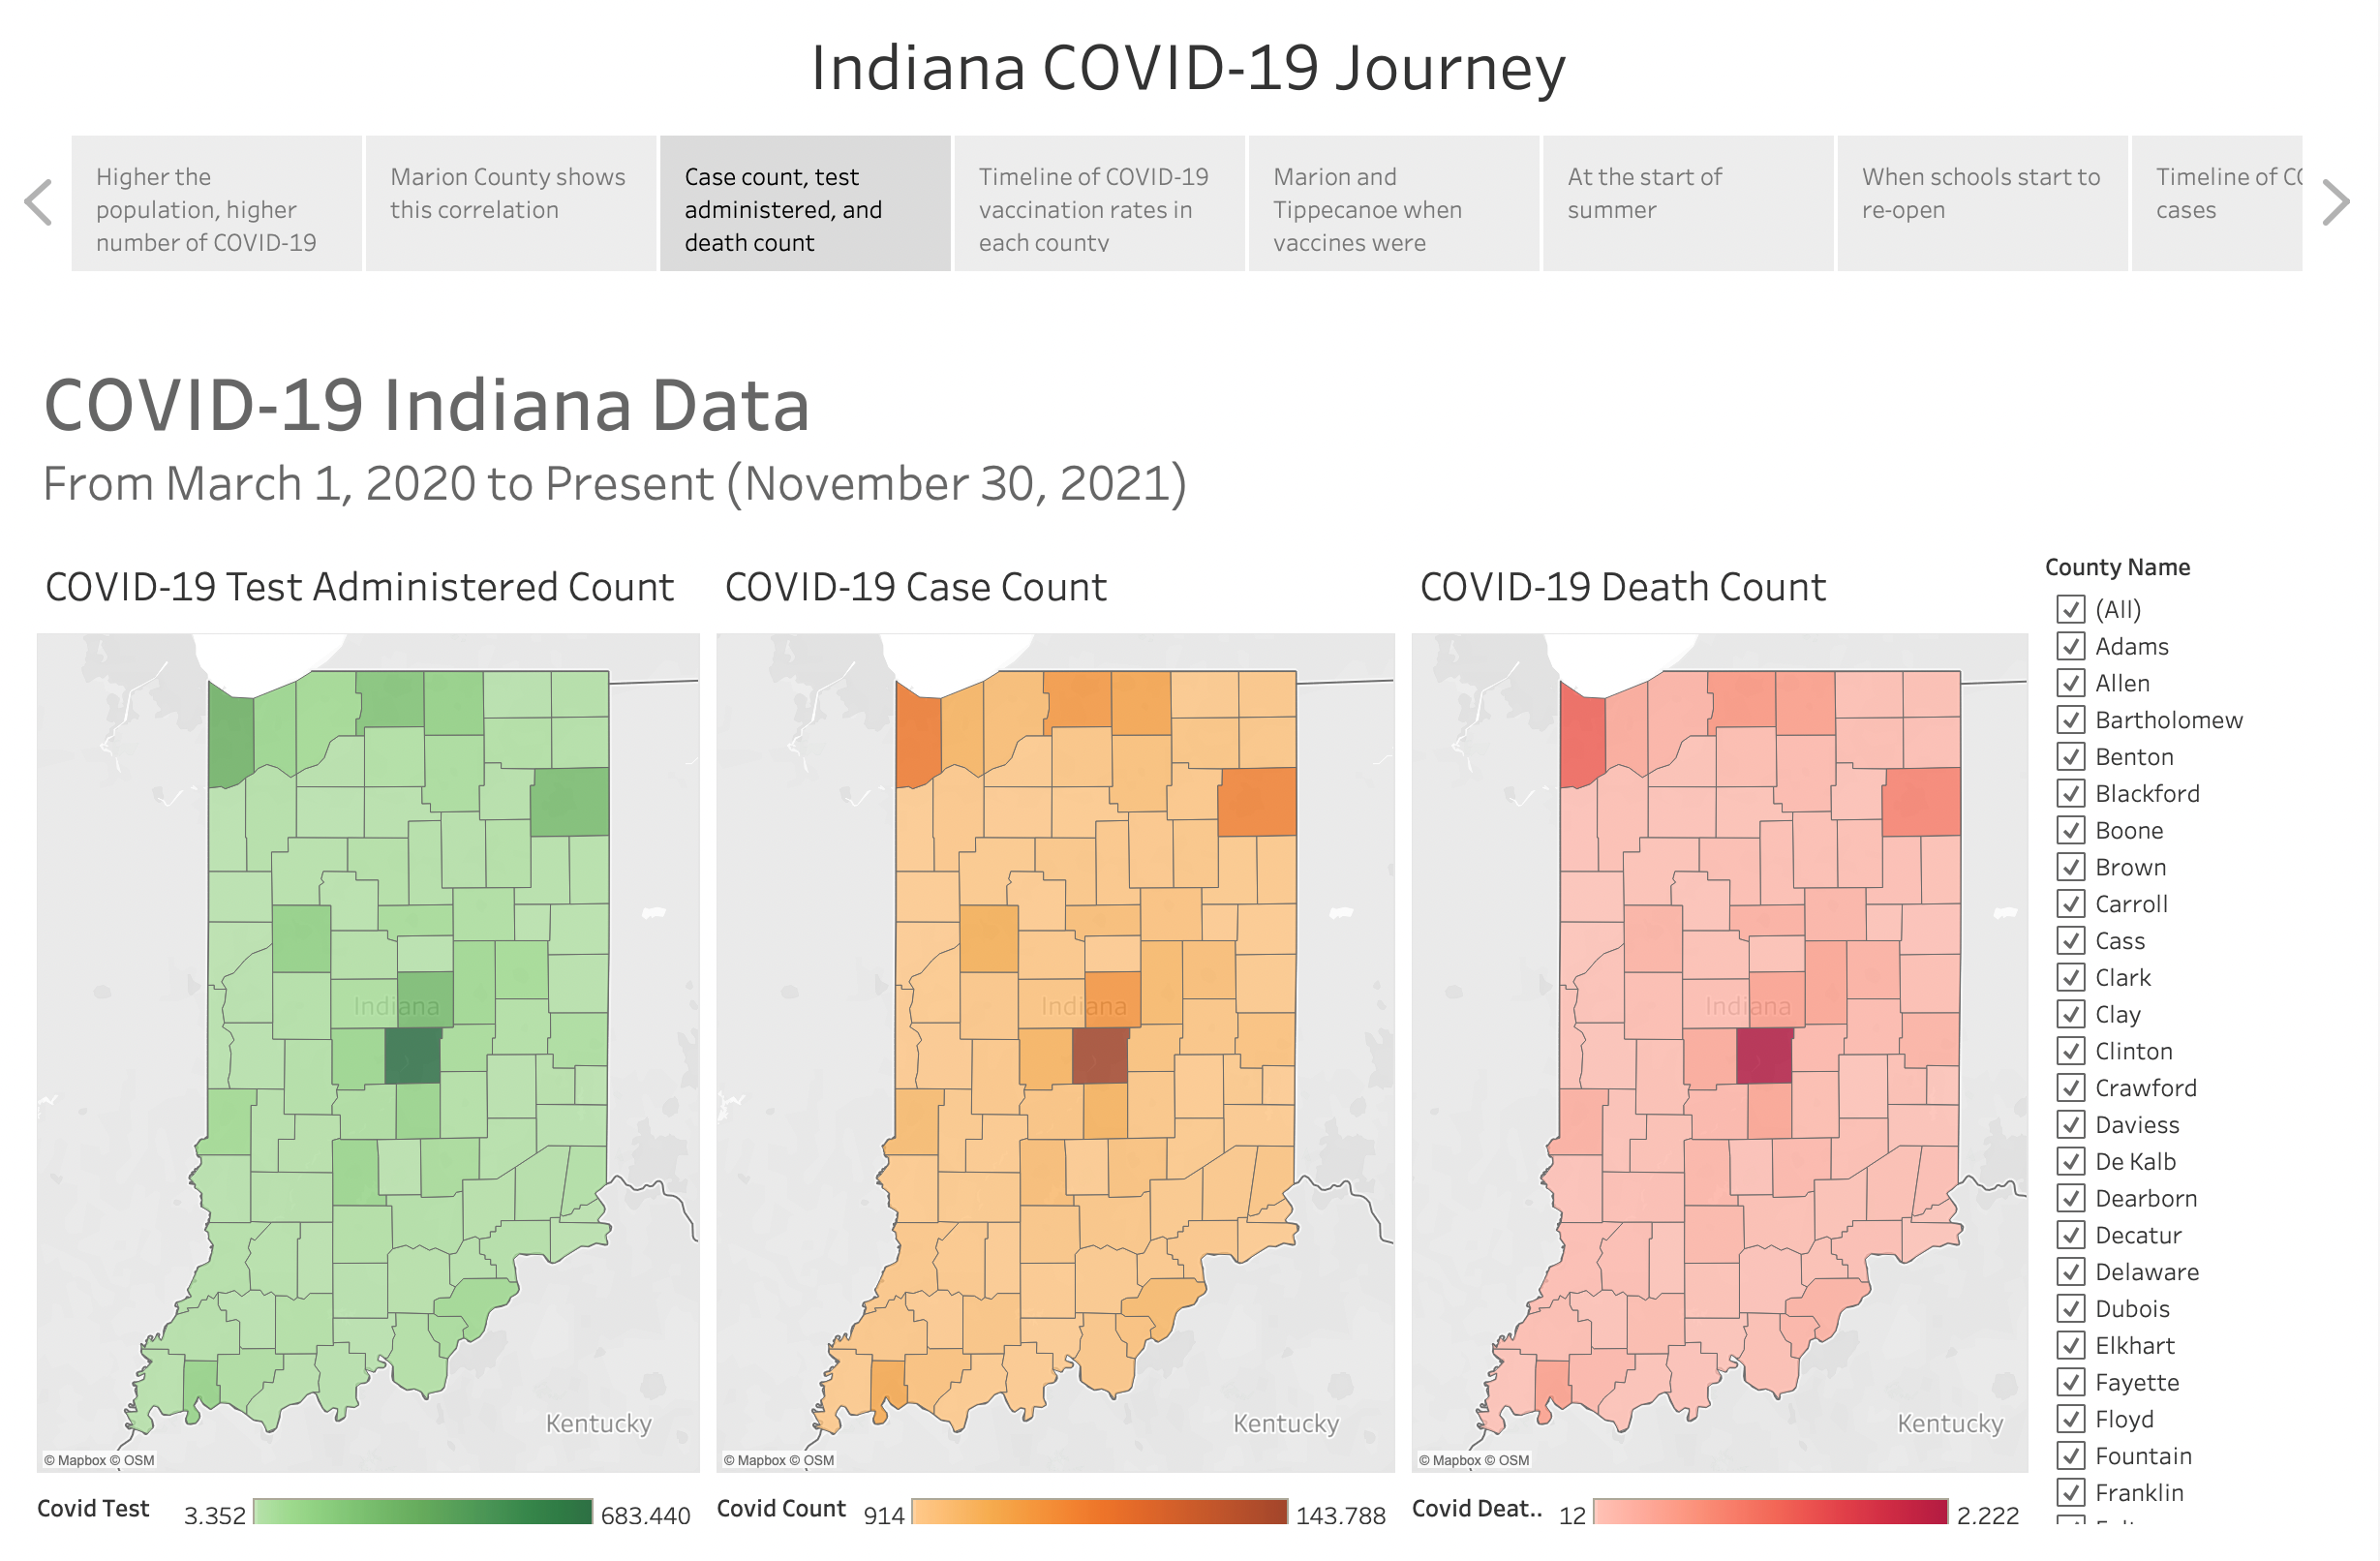 Indiana COVID-19 Journey
Higher the
population, higher
number of COVID-19
Marion County shows
this correlation
Case count, test
administered, and
death count
Timeline of COVID-19
vaccination rates in
each county
Marion and
Tippecanoe when
vaccines were
At the start of
summer
When schools start to
re-open
Timeline of
cases
COVID-19 Indiana Data
From March 1, 2020 to Present (November 30, 2021)
COVID-19 Test Administered Count
COVID-19 Case Count
COVID-19 Death Count
Indiana
Kentucky
© Mapbox © OSM
Indiana
Kentucky
© Mapbox © OSM
Indiana
Kentucky
© Mapbox © OSM
Covid Test
3,352
683,440
Covid Count
914
143,788
Covid Deat..
12
2,222
County Name
(All)
Adams
Allen
Bartholomew
Benton
Blackford
Boone
Brown
Carroll
Cass
Clark
Clay
Clinton
Crawford
Daviess
De Kalb
Dearborn
Decatur
Delaware
Dubois
Elkhart
Fayette
Floyd
Fountain
Franklin